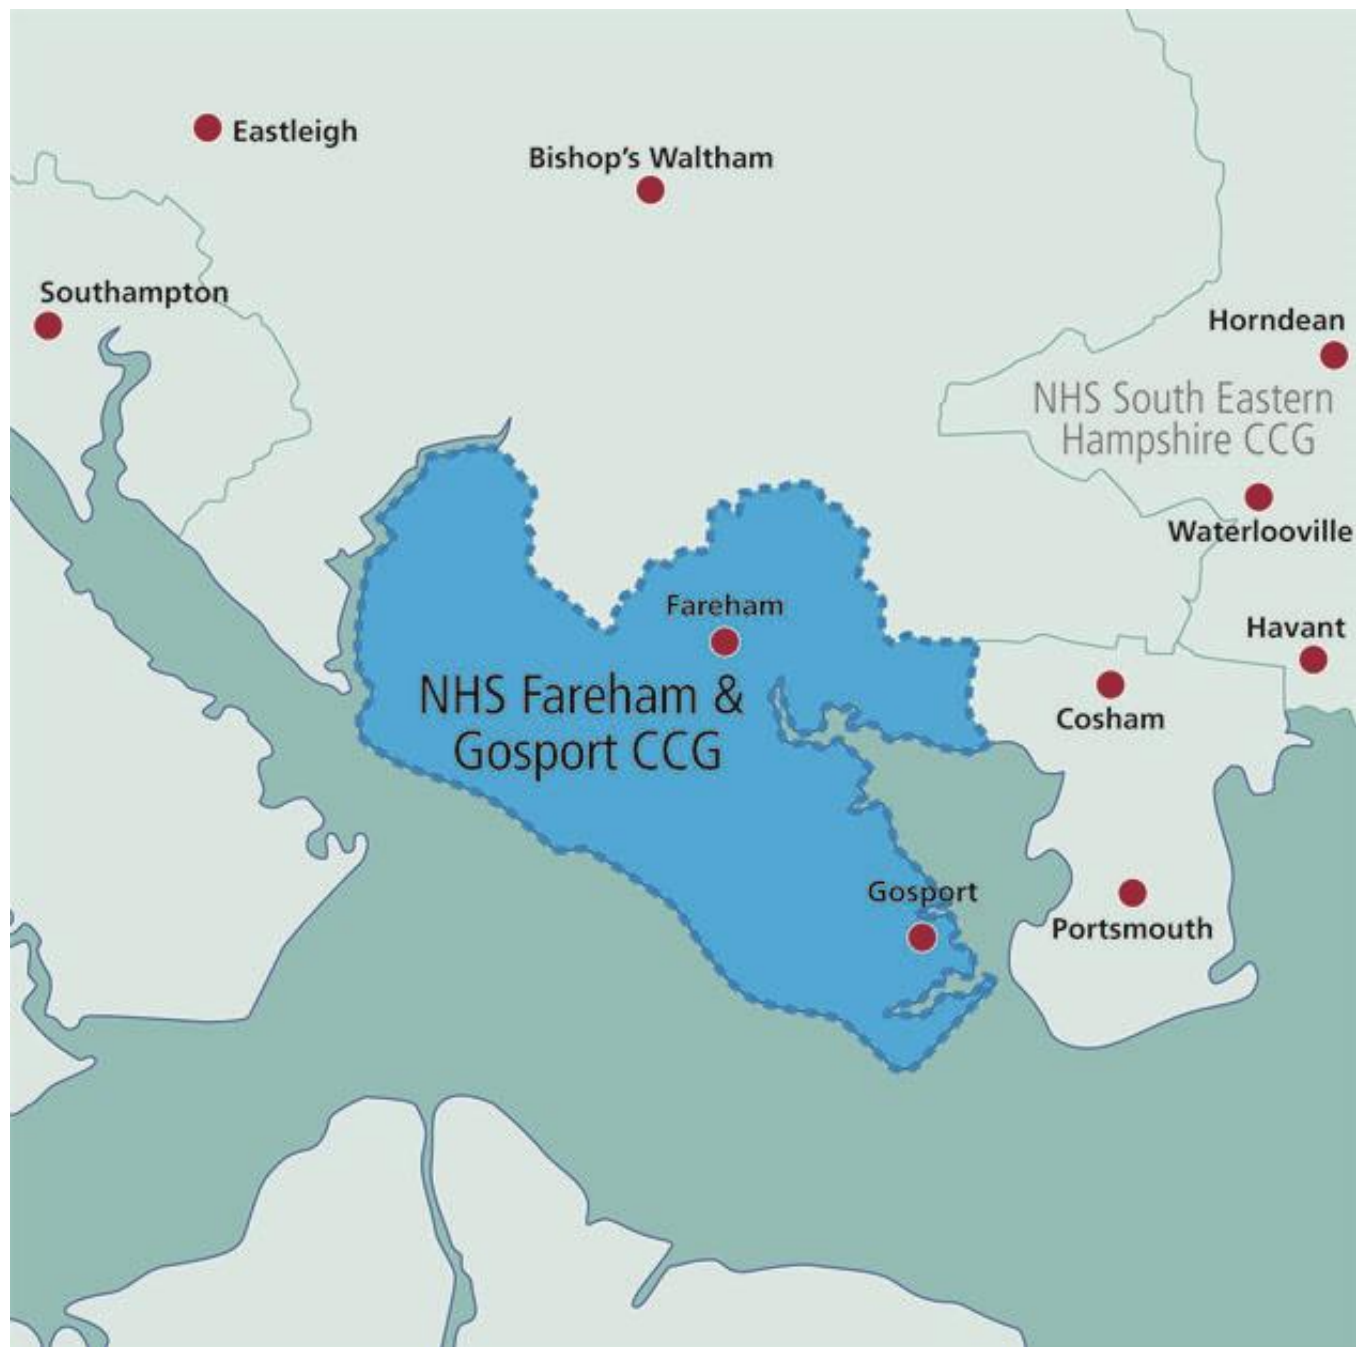 Eastleigh
Bishop's Waltham
Southampton
Horndean
NHS South Eastern
Hampshire CCG
Waterlooville
Fareham
Havant
NHS Fareham &
Gosport CCG
Cosham
Gosport
Portsmouth